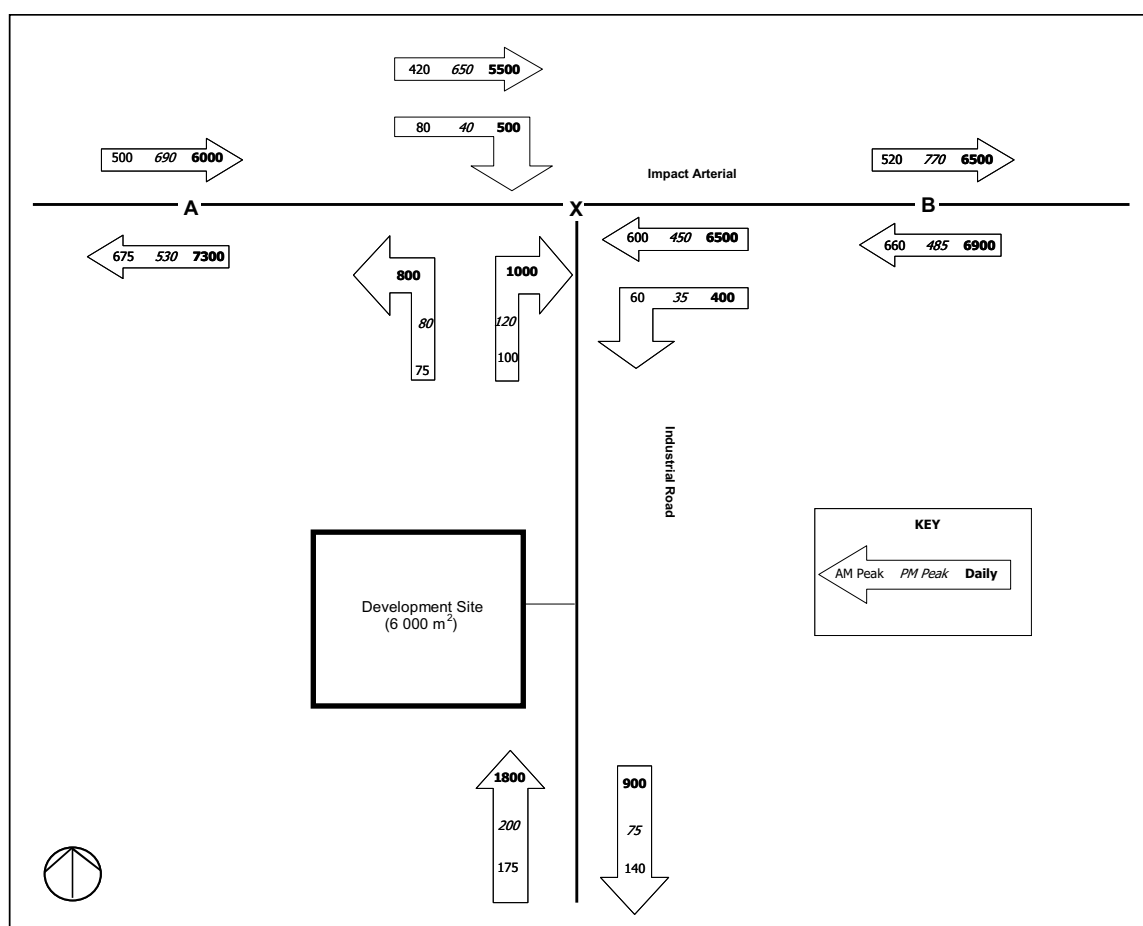 420 650 5500
80 40 500
500 690 6000
Impact Arterial
520 770 6500
A
X
B
675 530 7300
600 450 6500
660 485 6900
800
80
75
1000
120
100
60 35 400
Industrial Road
KEY
AM Peak PM Peak Daily
Development Site
(6 000 m²)
1800
200
175
900
75
140